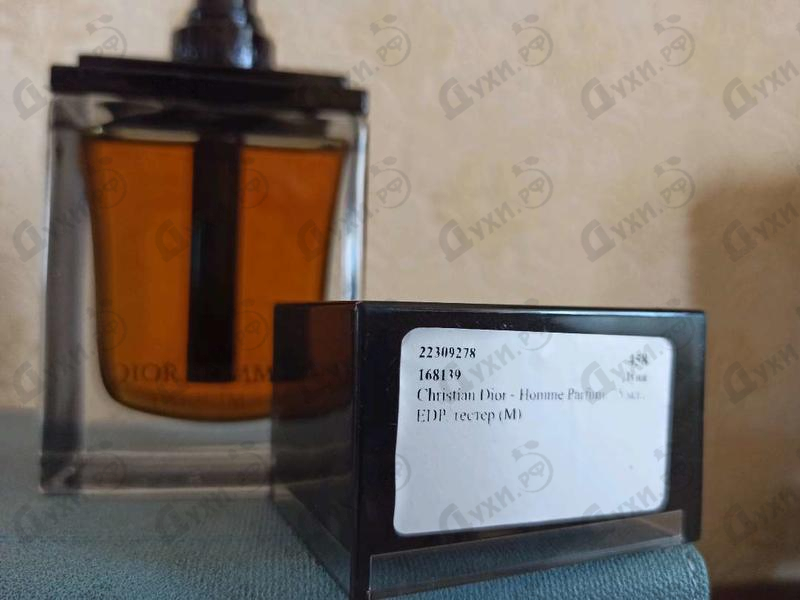 22309278
168139
Christian Dior - Homme Parfum
EDP. тестер (M)
DIOR HOMME
Духи.рф